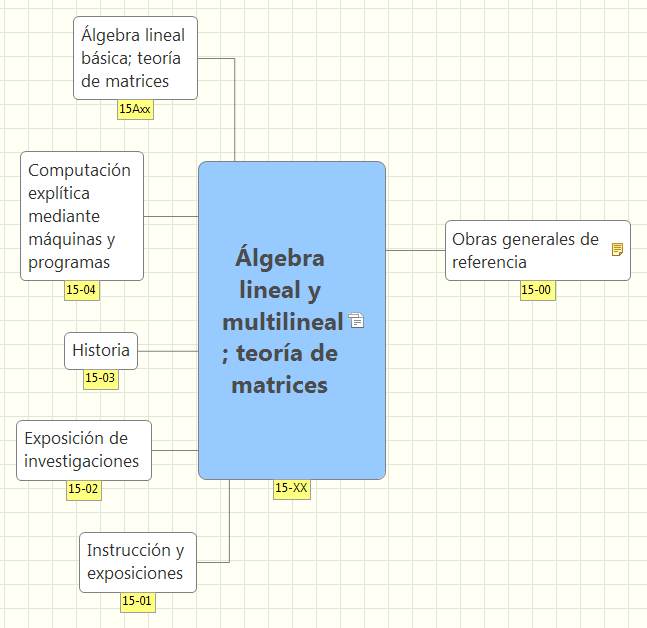 Álgebra lineal
básica; teoría
de matrices
15Axx
Computación
explítica
mediante
máquinas y
programas
15-04
Historia
15-03
Exposición de
investigaciones
15-02
Instrucción y
exposiciones
15-01
Álgebra
lineal y
multilineal
; teoría de
matrices
15-XX
Obras generales de
referencia
15-00